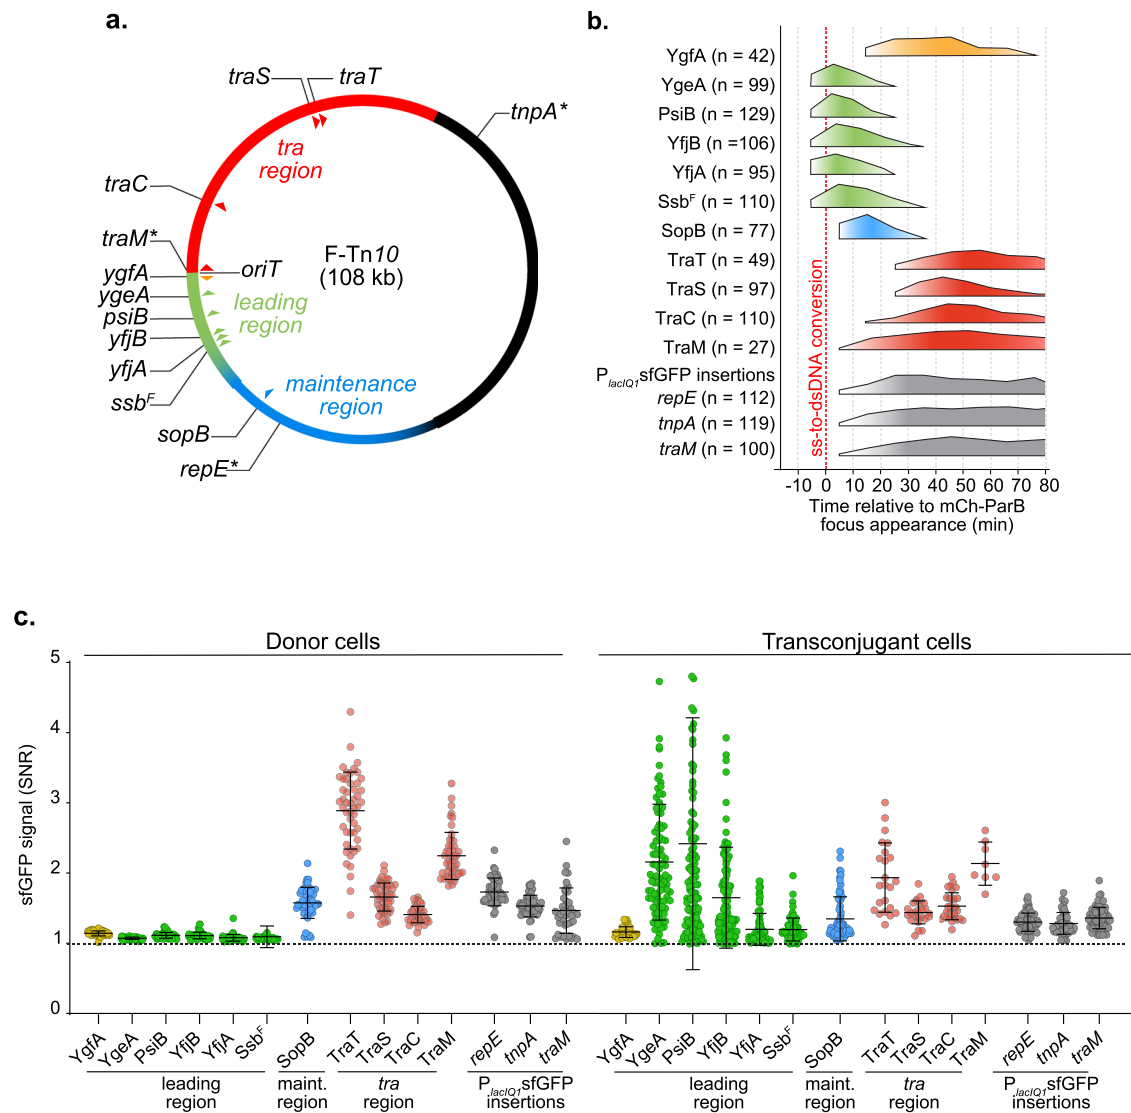 a.
traS
traT
tnpA*
tra
region
traC
traM*
oriT
F-Tn10
(108 kb)
ygfA
ygeA
psiB
yfjB
yfjA
ssbF
leading
region
maintenance
region
sopB
repE*
b.
YgfA (n = 42)
YgeA (n = 99)
PsiB (n = 129)
YfjB (n =106)
YfjA (n = 95)
SsbF (n = 110)
SopB (n = 77)
TraT (n = 49)
TraS (n = 97)
TraC (n = 110)
TraM (n = 27)
PlacIQ1sfGFP insertions
repE (n = 112)
tnpA (n = 119)
traM (n = 100)
ss-to-dsDNA conversion
-10 0 10 20 30 40 50 60 70 80
Time relative to mCh-ParB
focus appearance (min)
c.
Donor cells
Transconjugant cells
sfGFP signal (SNR)
5
4
3
2
1
0
YgfA YgeA PsiB YfjB YfjA SsbF SopB TraT TraS TraC TraM repE tnpA traM
leading
region
maint.
region
tra
region
PlacIQ1sfGFP
insertions
YgfA YgeA PsiB YfjB YfjA SsbF SopB TraT TraS TraC TraM repE tnpA traM
leading
region
maint.
region
tra
region
PlacIQ1sfGFP
insertions